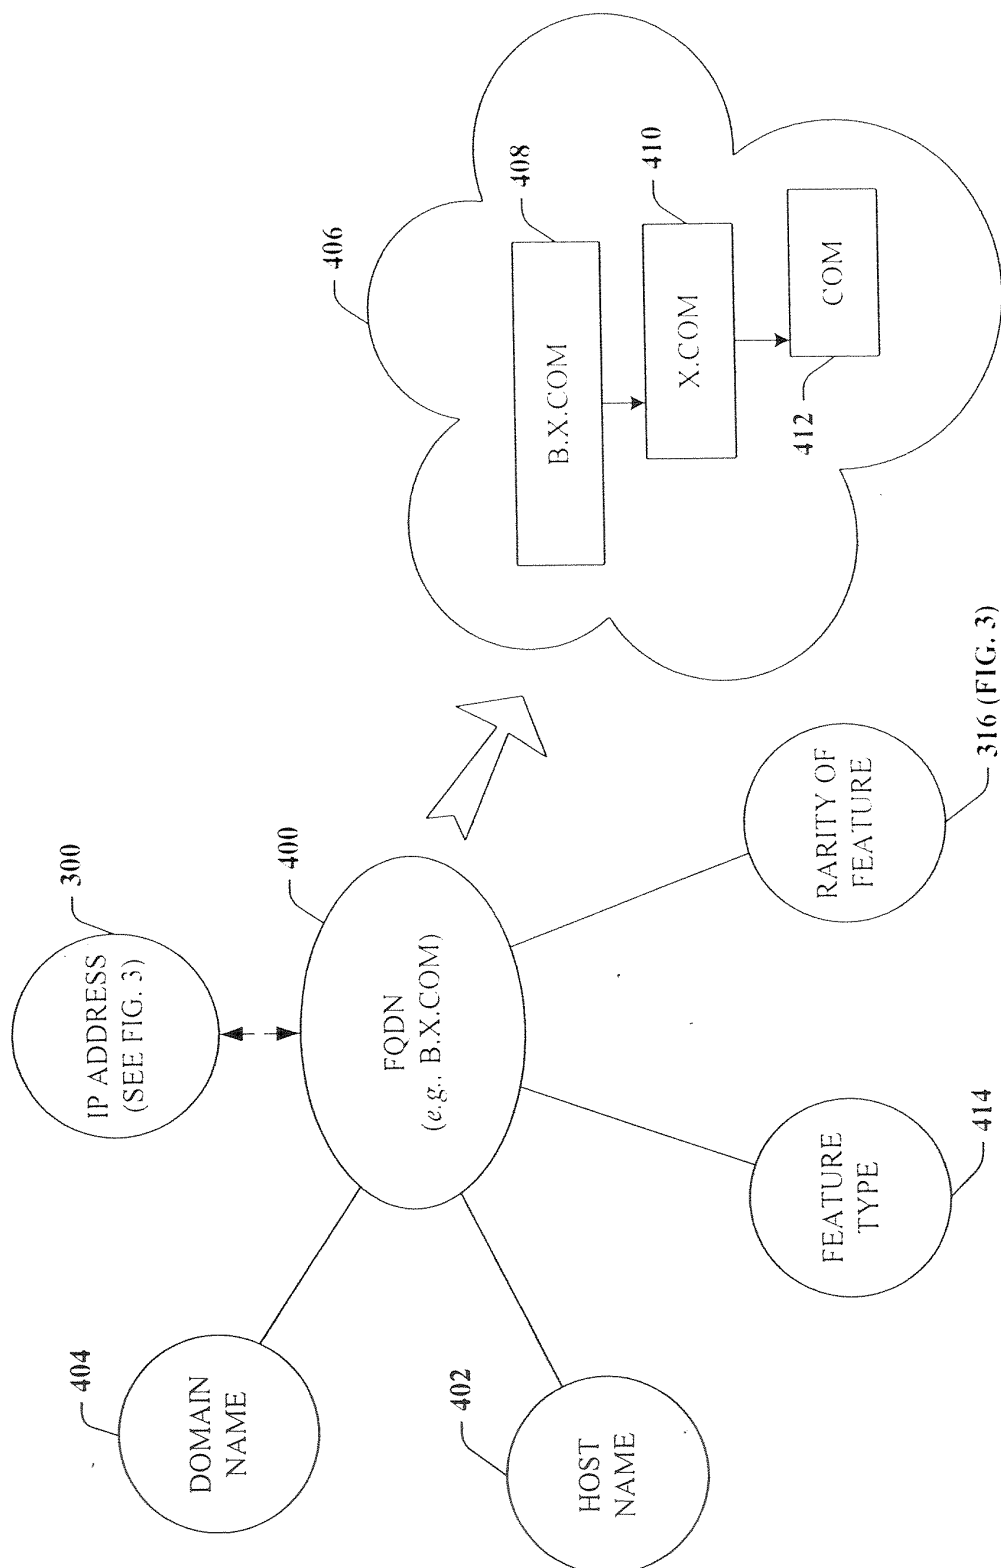 404
DOMAIN
NAME
IP ADDRESS
(SEE FIG. 3)
300
402
HOST
NAME
FQDN
(e.g., B.X.COM)
400
FEATURE
TYPE
414
RARITY OF
FEATURE
316 (FIG. 3)
406
B.X.COM
408
X.COM
410
COM
412